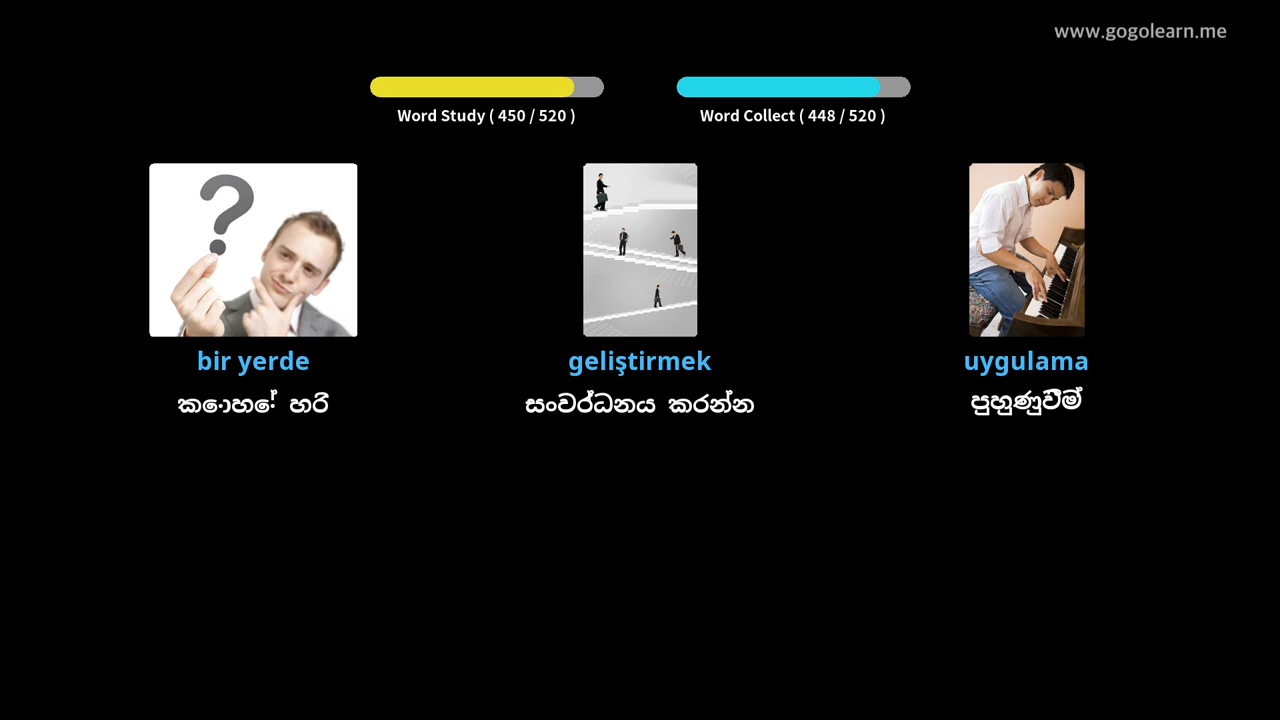 www.gogolearn.me
Word Study ( 450 / 520 )
Word Collect ( 448 / 520 )
bir yerde
geliştirmek
uygulama
කොහේ හරි
සංවර්ධනය කරන්න
පුහුණුවීම්